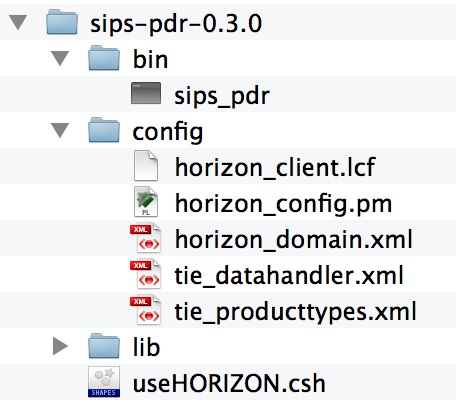 sips-pdr-0.3.0
bin
sips_pdr
config
horizon_client.lcf
PL
horizon_config.pm
XML
horizon_domain.xml
XML
tie_datahandler.xml
XML
tie_producttypes.xml
lib
SHAPES
useHORIZON.csh